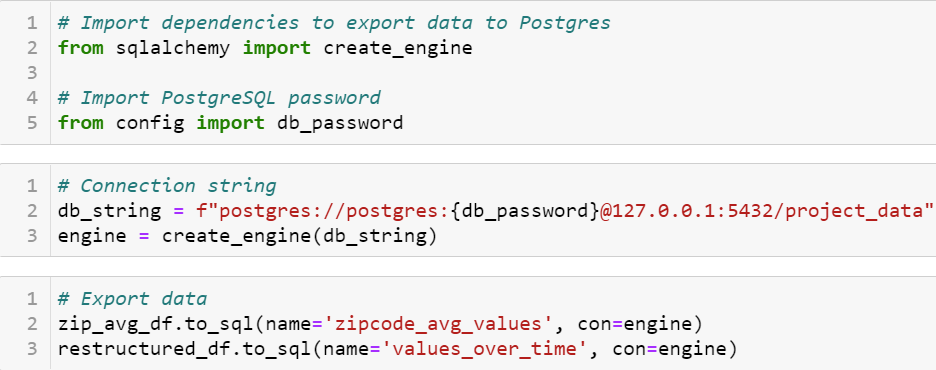 1 # Import dependencies to export data to Postgres
2 from sqlalchemy import create_engine
3
4 # Import PostgreSQL password
5 from config import db_password
1 # Connection string
2 db_string = f"postgres://postgres:{db_password}@127.0.0.1:5432/project_data"
3 engine = create_engine(db_string)
1 # Export data
2 zip_avg_df.to_sql(name='zipcode_avg_values', con=engine)
3 restructured_df.to_sql(name='values_over_time', con=engine)